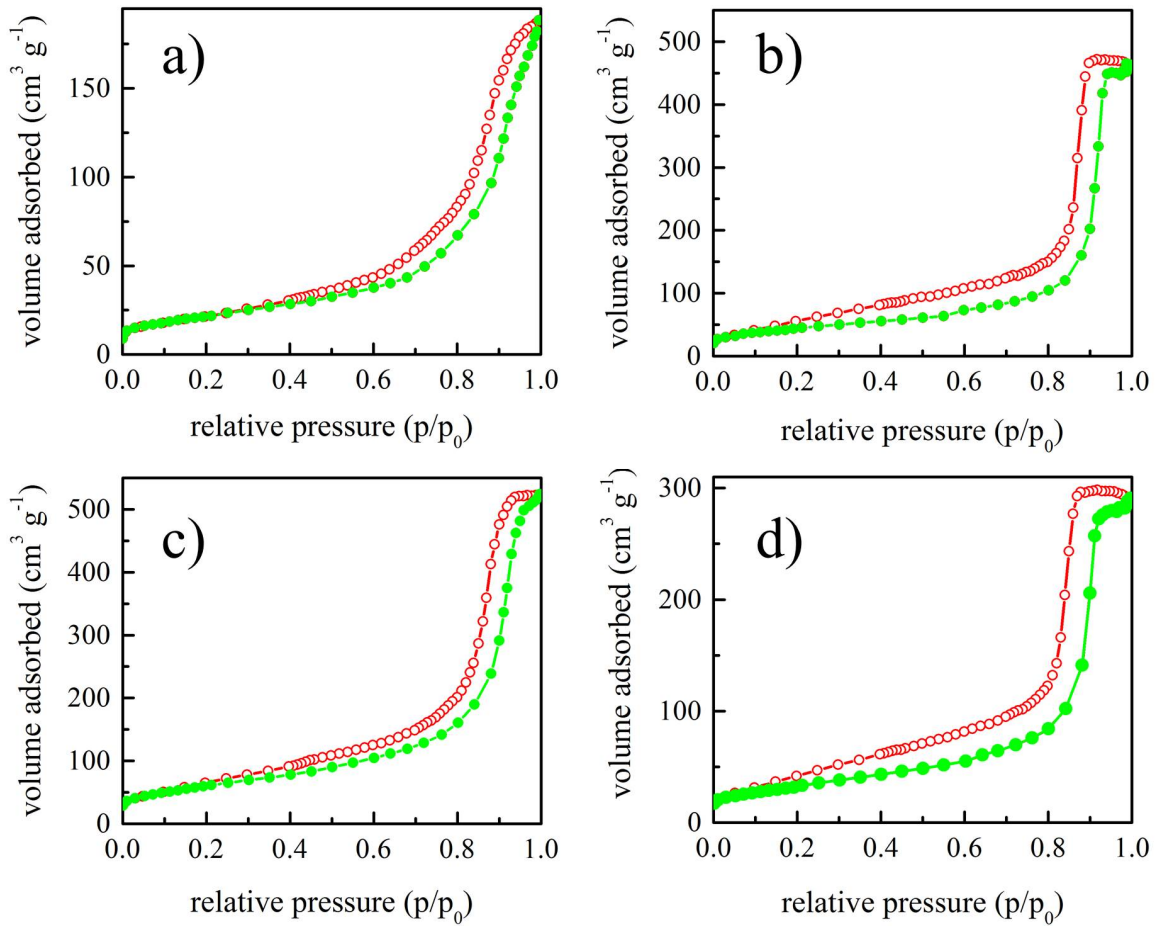 a)
volume adsorbed (cm³ g⁻¹)
150
100
50
0
0.0 0.2 0.4 0.6 0.8 1.0
relative pressure (p/p₀)
b)
volume adsorbed (cm³ g⁻¹)
500
400
300
200
100
0
0.0 0.2 0.4 0.6 0.8 1.0
relative pressure (p/p₀)
c)
volume adsorbed (cm³ g⁻¹)
500
400
300
200
100
0
0.0 0.2 0.4 0.6 0.8 1.0
relative pressure (p/p₀)
d)
volume adsorbed (cm³ g⁻¹)
300
200
100
0
0.0 0.2 0.4 0.6 0.8 1.0
relative pressure (p/p₀)